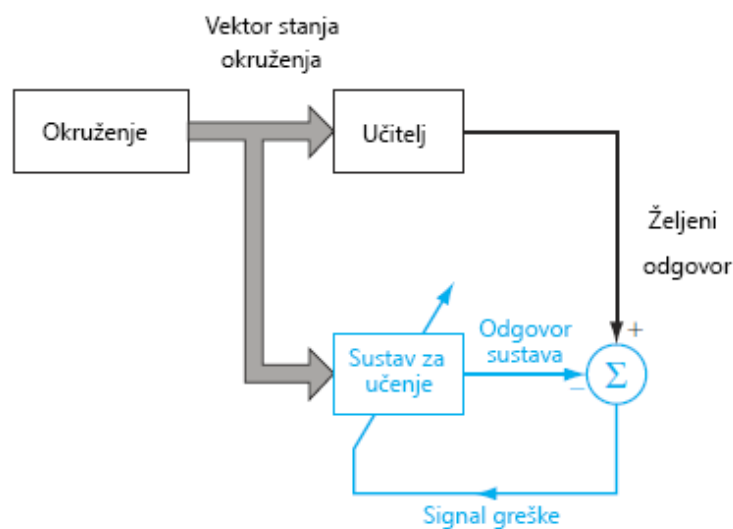 Vektor stanja
okruženja
Okruženje
Učitelj
Željeni
odgovor
+
Odgovor
sustava
Sustav za
učenje
−
Σ
Signal greške